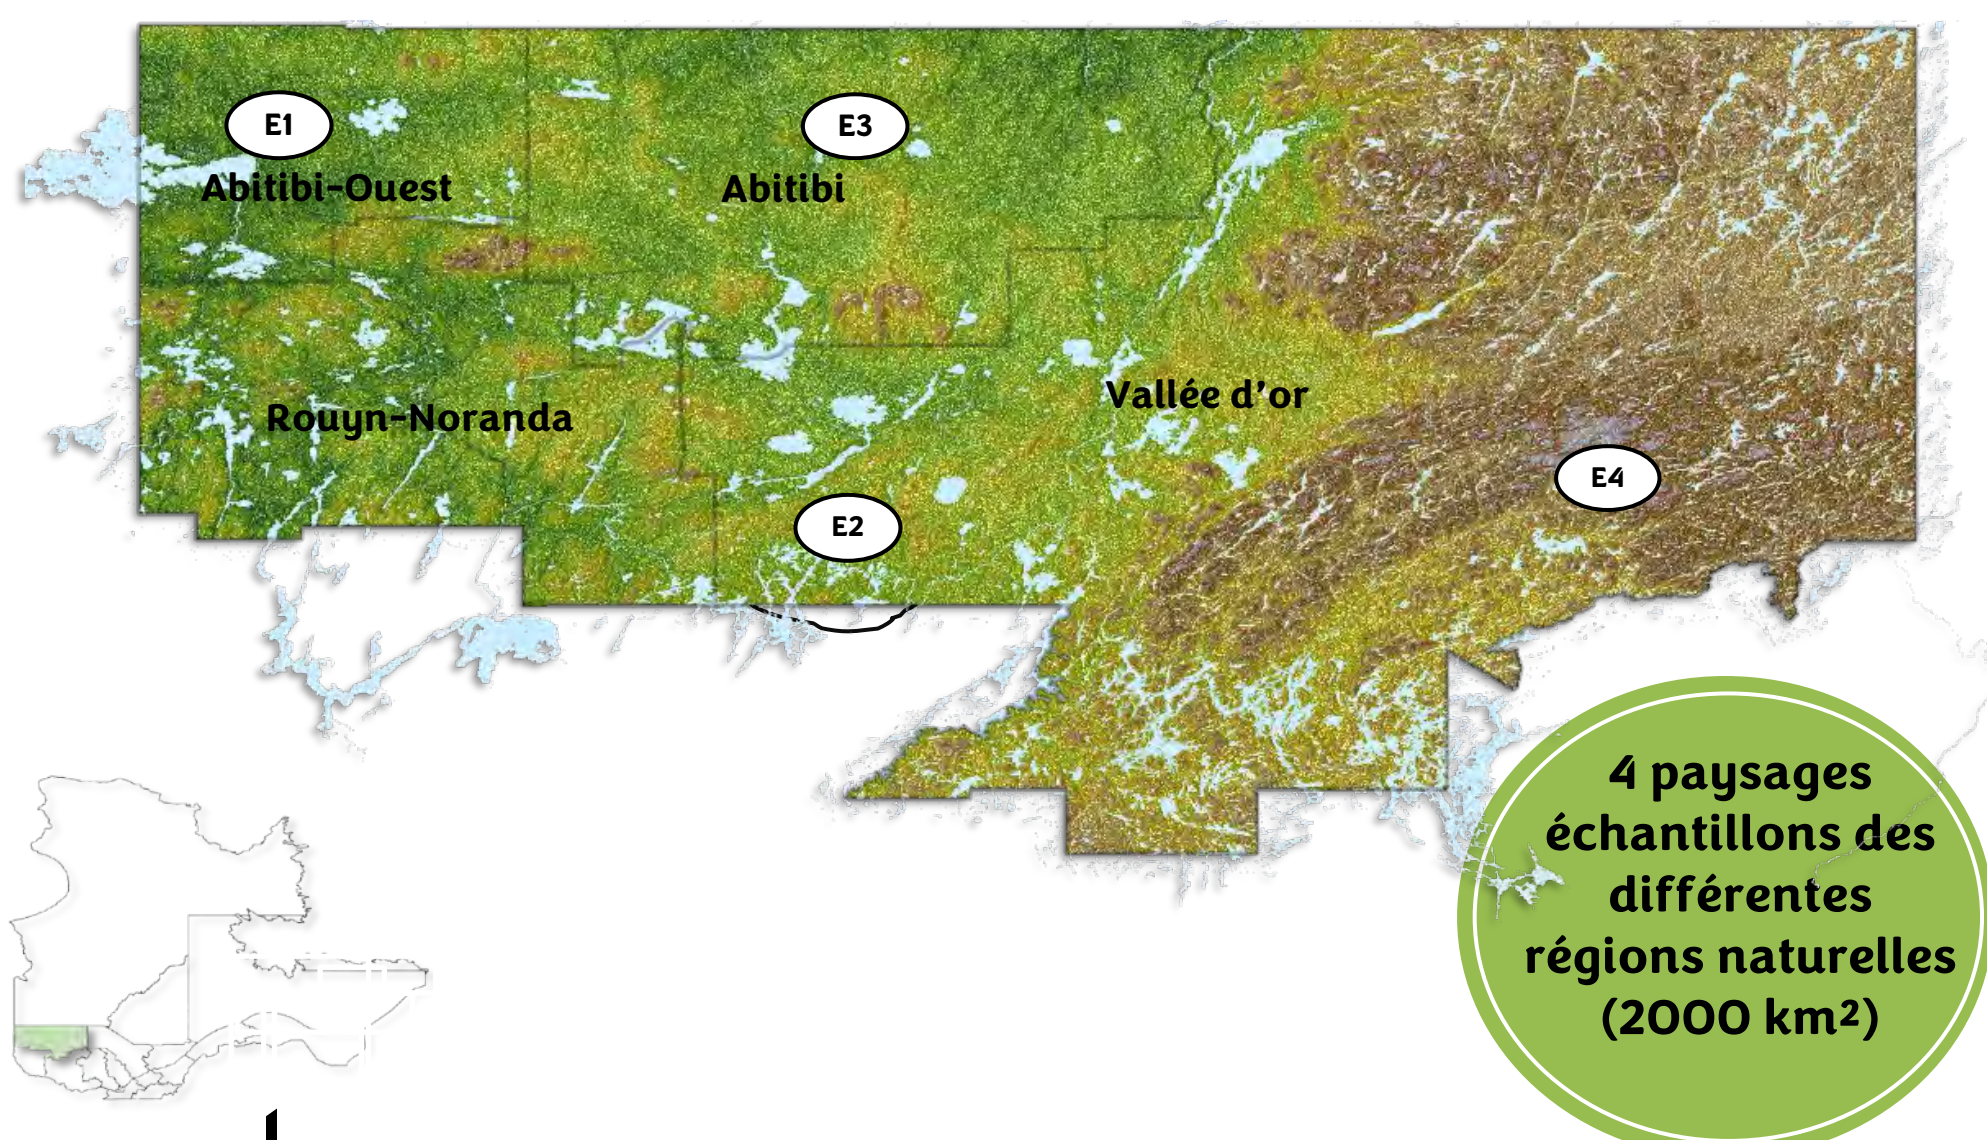 E1
E3
Abitibi-Ouest
Abitibi
Vallée d'or
Rouyn-Noranda
E4
E2
4 paysages
échantillons des
différentes
régions naturelles
(2000 km²)